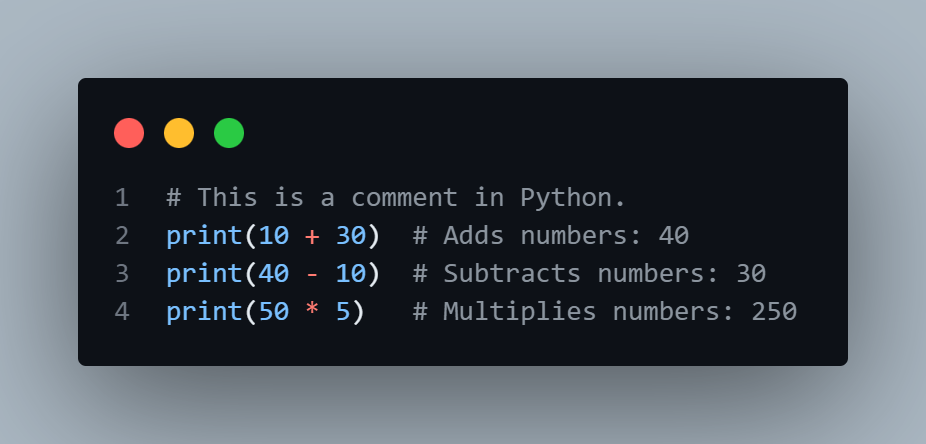 1 # This is a comment in Python.
2 print(10 + 30)  # Adds numbers: 40
3 print(40 - 10)  # Subtracts numbers: 30
4 print(50 * 5)   # Multiplies numbers: 250